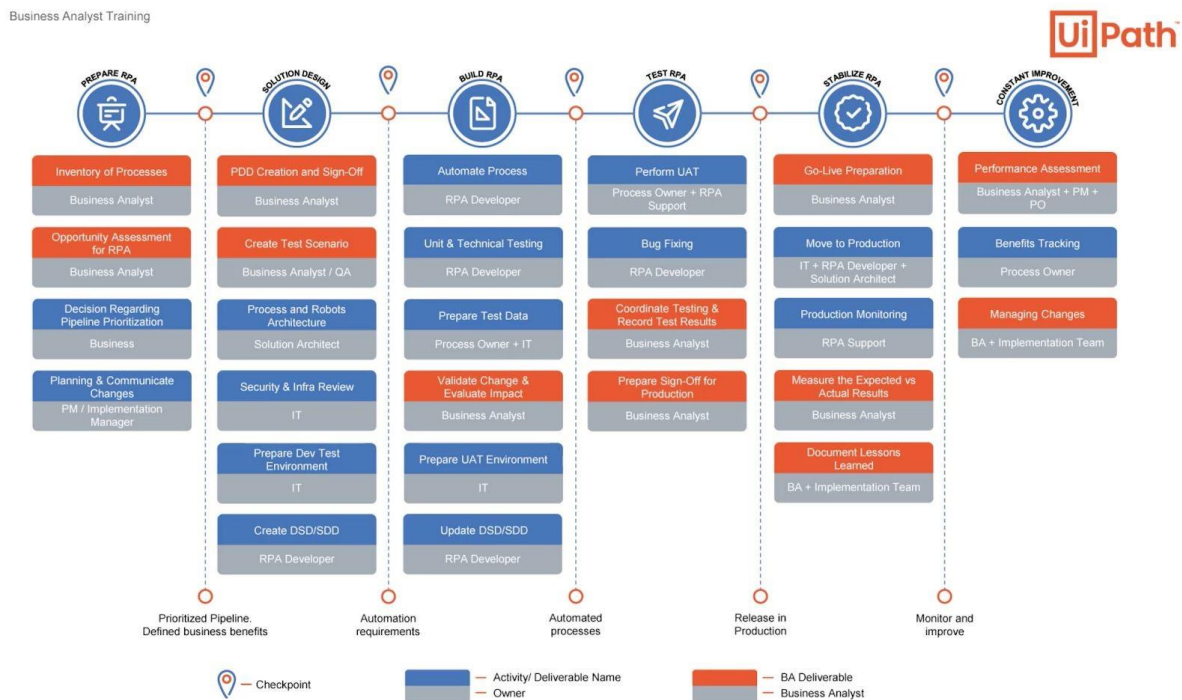 Business Analyst Training
UiPath
PREPARE RPA
SOLUTION DESIGN
BUILD RPA
TEST RPA
STABILIZE RPA
CONSTANT IMPROVEMENT
Inventory of Processes
Business Analyst
Opportunity Assessment
for RPA
Business Analyst
Decision Regarding
Pipeline Prioritization
Business
Planning & Communicate
Changes
PM / Implementation
Manager
PDD Creation and Sign-Off
Business Analyst
Create Test Scenario
Business Analyst / QA
Process and Robots
Architecture
Solution Architect
Security & Infra Review
IT
Prepare Dev Test
Environment
IT
Create DSD/SDD
RPA Developer
Automate Process
RPA Developer
Unit & Technical Testing
RPA Developer
Prepare Test Data
Process Owner + IT
Validate Change &
Evaluate Impact
Business Analyst
Prepare UAT Environment
IT
Update DSD/SDD
RPA Developer
Perform UAT
Process Owner + RPA
Support
Bug Fixing
RPA Developer
Coordinate Testing &
Record Test Results
Business Analyst
Prepare Sign-Off for
Production
Business Analyst
Go-Live Preparation
Business Analyst
Move to Production
IT + RPA Developer +
Solution Architect
Production Monitoring
RPA Support
Measure the Expected vs
Actual Results
Business Analyst
Document Lessons
Learned
BA + Implementation Team
Performance Assessment
Business Analyst + PM +
PO
Benefits Tracking
Process Owner
Managing Changes
BA + Implementation Team
Prioritized Pipeline.
Defined business benefits
Automation
requirements
Automated
processes
Release in
Production
Monitor and
improve
Checkpoint
Activity/ Deliverable Name
Owner
BA Deliverable
Business Analyst